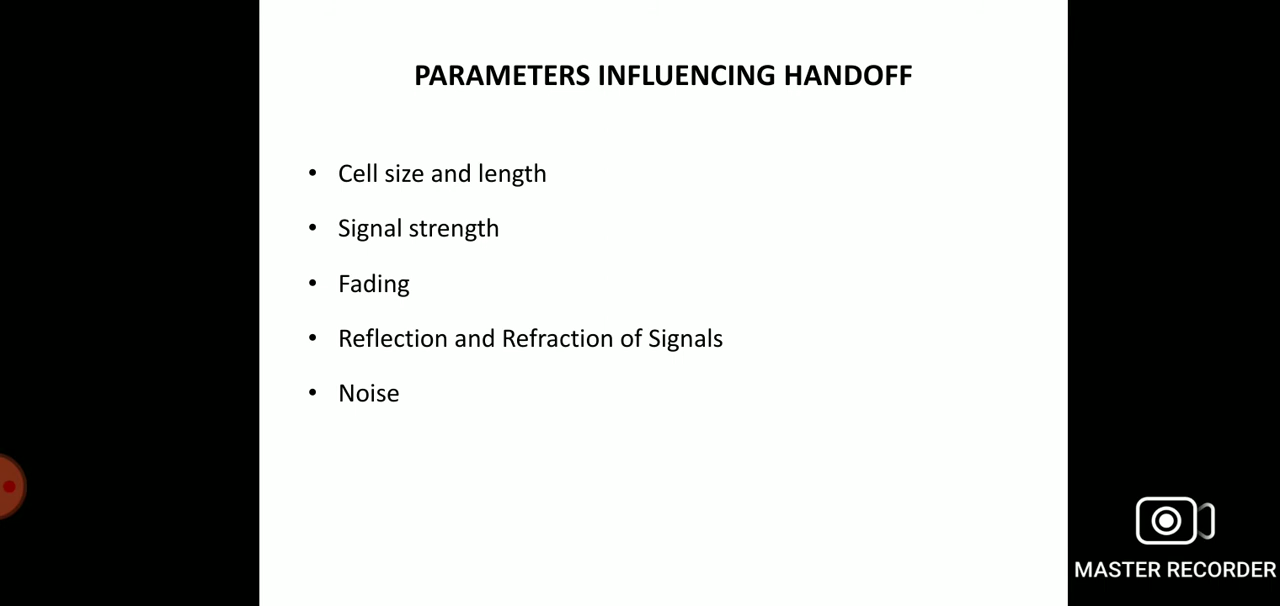 PARAMETERS INFLUENCING HANDOFF
• Cell size and length
• Signal strength
• Fading
• Reflection and Refraction of Signals
• Noise
MASTER RECORDER